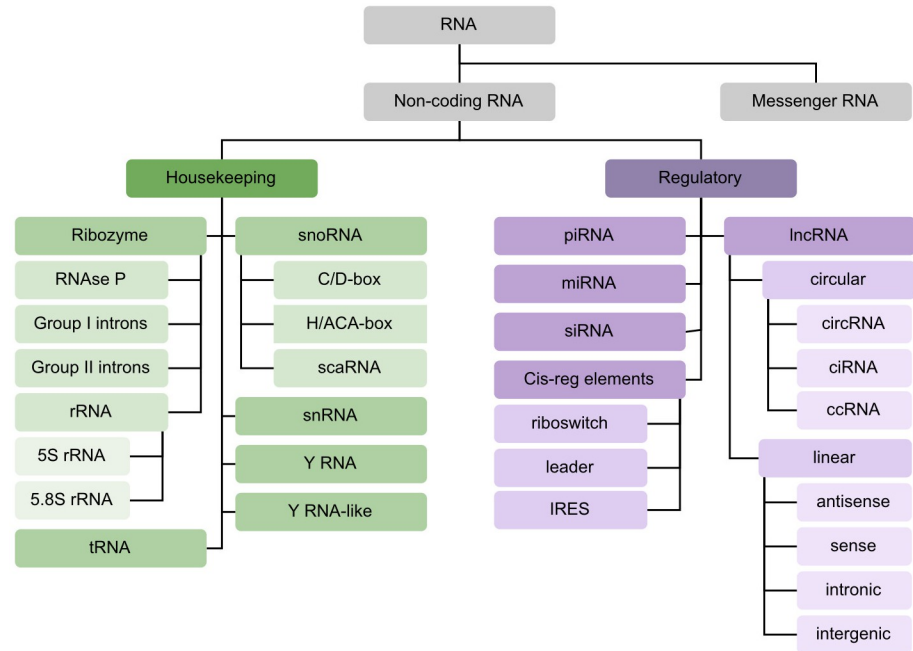 RNA
Non-coding RNA
Messenger RNA
Housekeeping
Regulatory
Ribozyme
RNAse P
Group I introns
Group II introns
rRNA
5S rRNA
5.8S rRNA
tRNA
snoRNA
C/D-box
H/ACA-box
scaRNA
snRNA
Y RNA
Y RNA-like
piRNA
miRNA
siRNA
Cis-reg elements
riboswitch
leader
IRES
lncRNA
circular
circRNA
ciRNA
ccRNA
linear
antisense
sense
intronic
intergenic